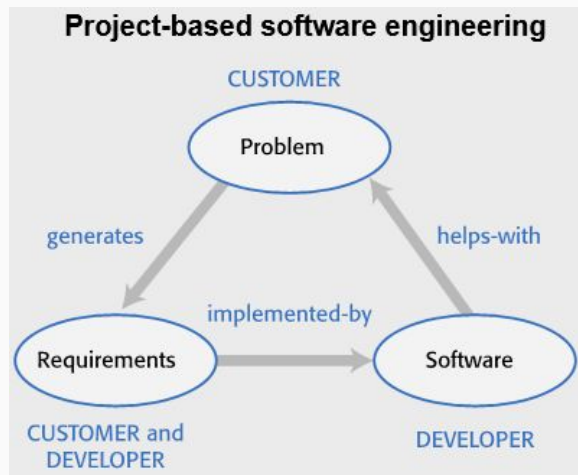 Project-based software engineering
CUSTOMER
Problem
generates
helps-with
implemented-by
Requirements
Software
CUSTOMER and
DEVELOPER
DEVELOPER